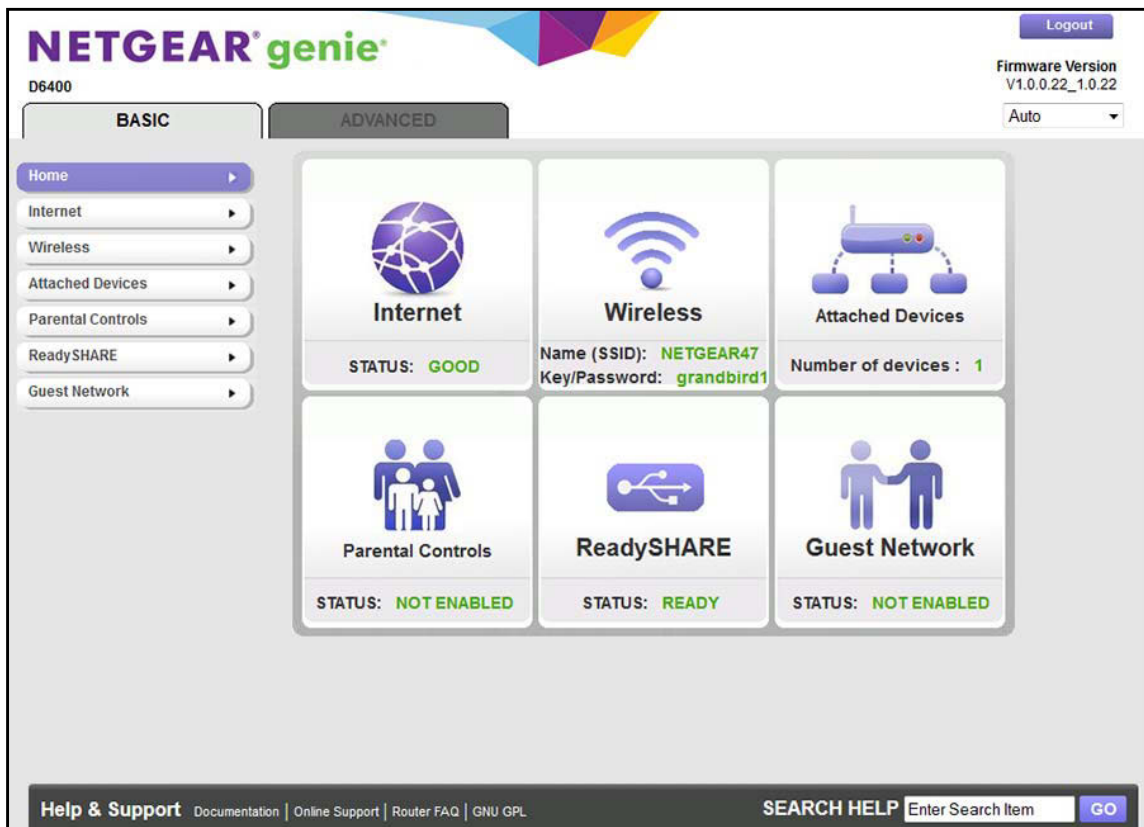 NETGEAR® genie®
Logout
D6400
Firmware Version
V1.0.0.22_1.0.22
BASIC
ADVANCED
Auto
Home
Internet
Wireless
Attached Devices
Parental Controls
ReadySHARE
Guest Network
Internet
STATUS: GOOD
Wireless
Name (SSID): NETGEAR47
Key/Password: grandbird1
Attached Devices
Number of devices : 1
Parental Controls
STATUS: NOT ENABLED
ReadySHARE
STATUS: READY
Guest Network
STATUS: NOT ENABLED
Help & Support Documentation | Online Support | Router FAQ | GNU GPL
SEARCH HELP Enter Search Item GO